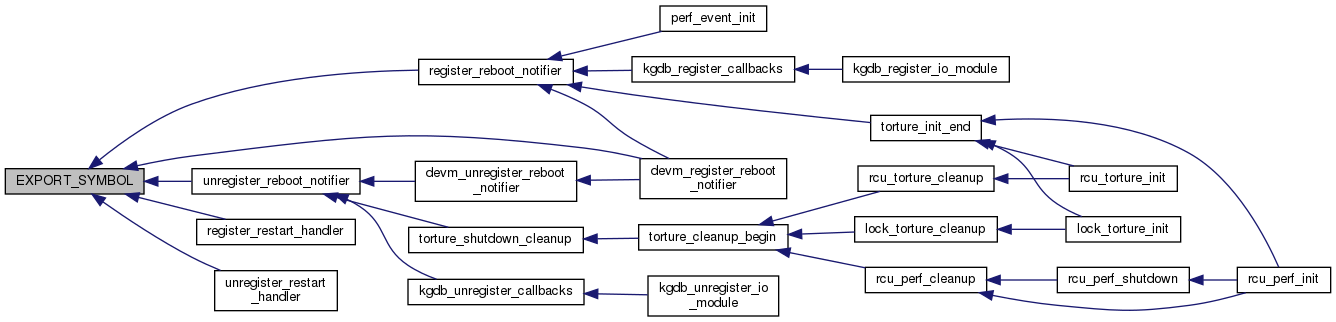 perf_event_init
register_reboot_notifier
kgdb_register_callbacks
kgdb_register_io_module
torture_init_end
EXPORT_SYMBOL
unregister_reboot_notifier
devm_unregister_reboot
_notifier
devm_register_reboot
_notifier
rcu_torture_cleanup
rcu_torture_init
register_restart_handler
torture_shutdown_cleanup
torture_cleanup_begin
lock_torture_cleanup
lock_torture_init
unregister_restart
_handler
kgdb_unregister_callbacks
kgdb_unregister_io
_module
rcu_perf_cleanup
rcu_perf_shutdown
rcu_perf_init